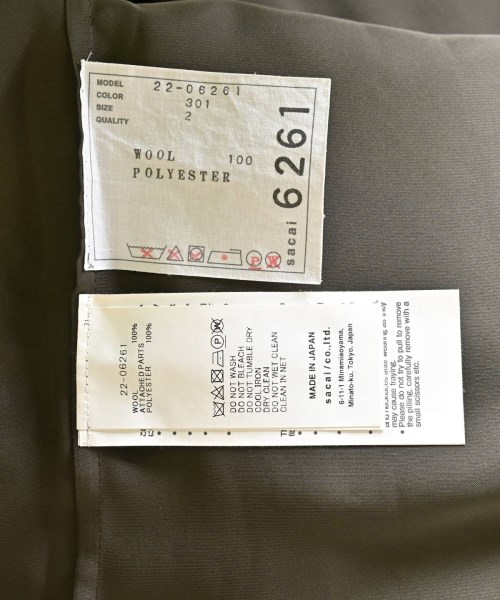 MODEL 22-06261
COLOR 301
SIZE 2
QUALITY
WOOL 100
POLYESTER
P W
sacai 6261
22-06261
WOOL 100%
ATTACHED PARTS
POLYESTER 100%
P W
DO NOT WASH
DO NOT BLEACH
DO NOT TUMBLE DRY
COOL IRON
DRY CLEAN
DO NOT WET CLEAN
CLEAN IN NET
MADE IN JAPAN
sacai/co.,ltd.
6-11-1 Minamiaoyama,
Minato-ku, Tokyo, Japan
may cause fraying.
• Please do not try to pull to remove
the pilling, carefully remove with a
small scissors etc.